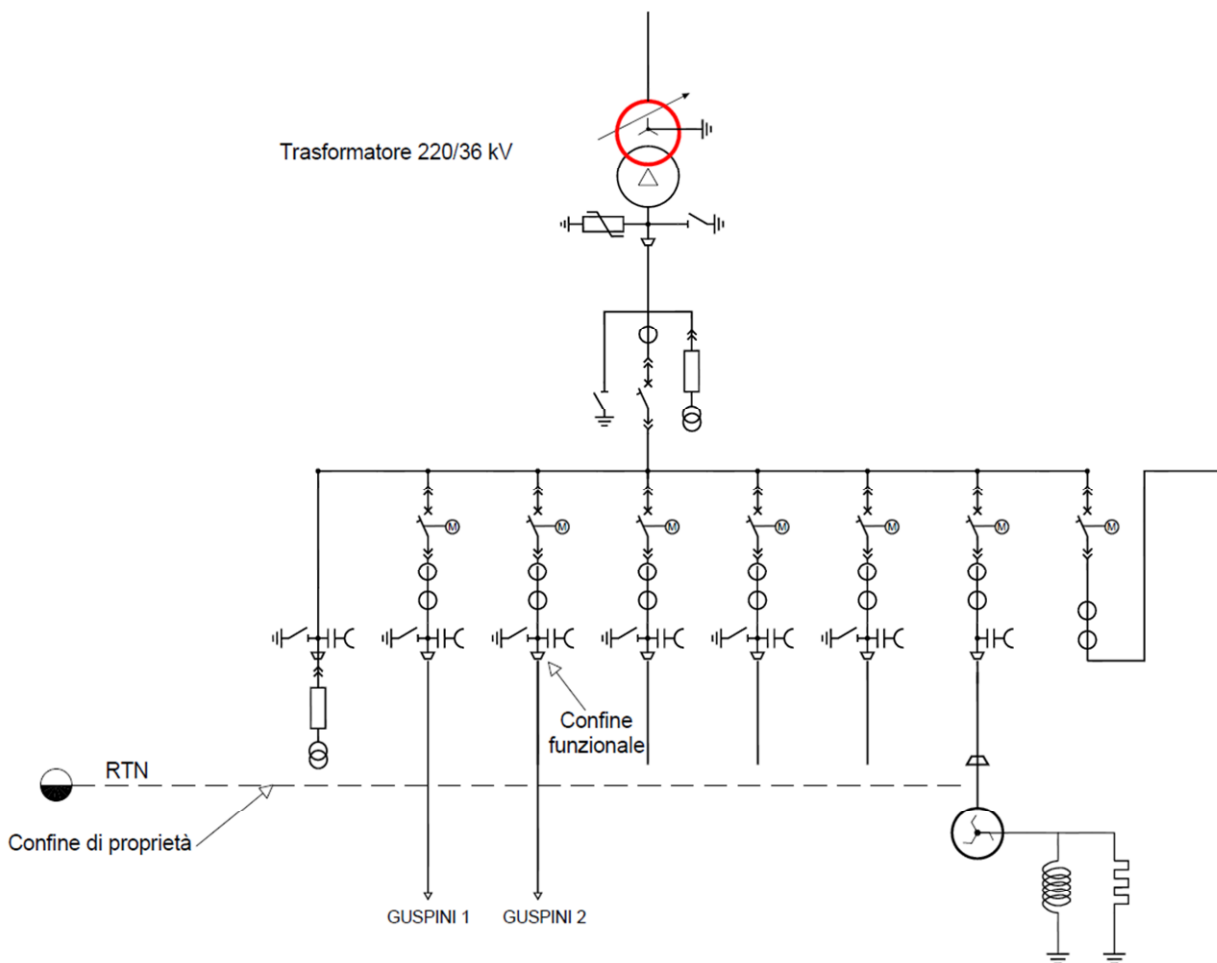 Trasformatore 220/36 kV
M
M
M
M
M
M
Confine
funzionale
RTN
Confine di proprietà
GUSPINI 1
GUSPINI 2